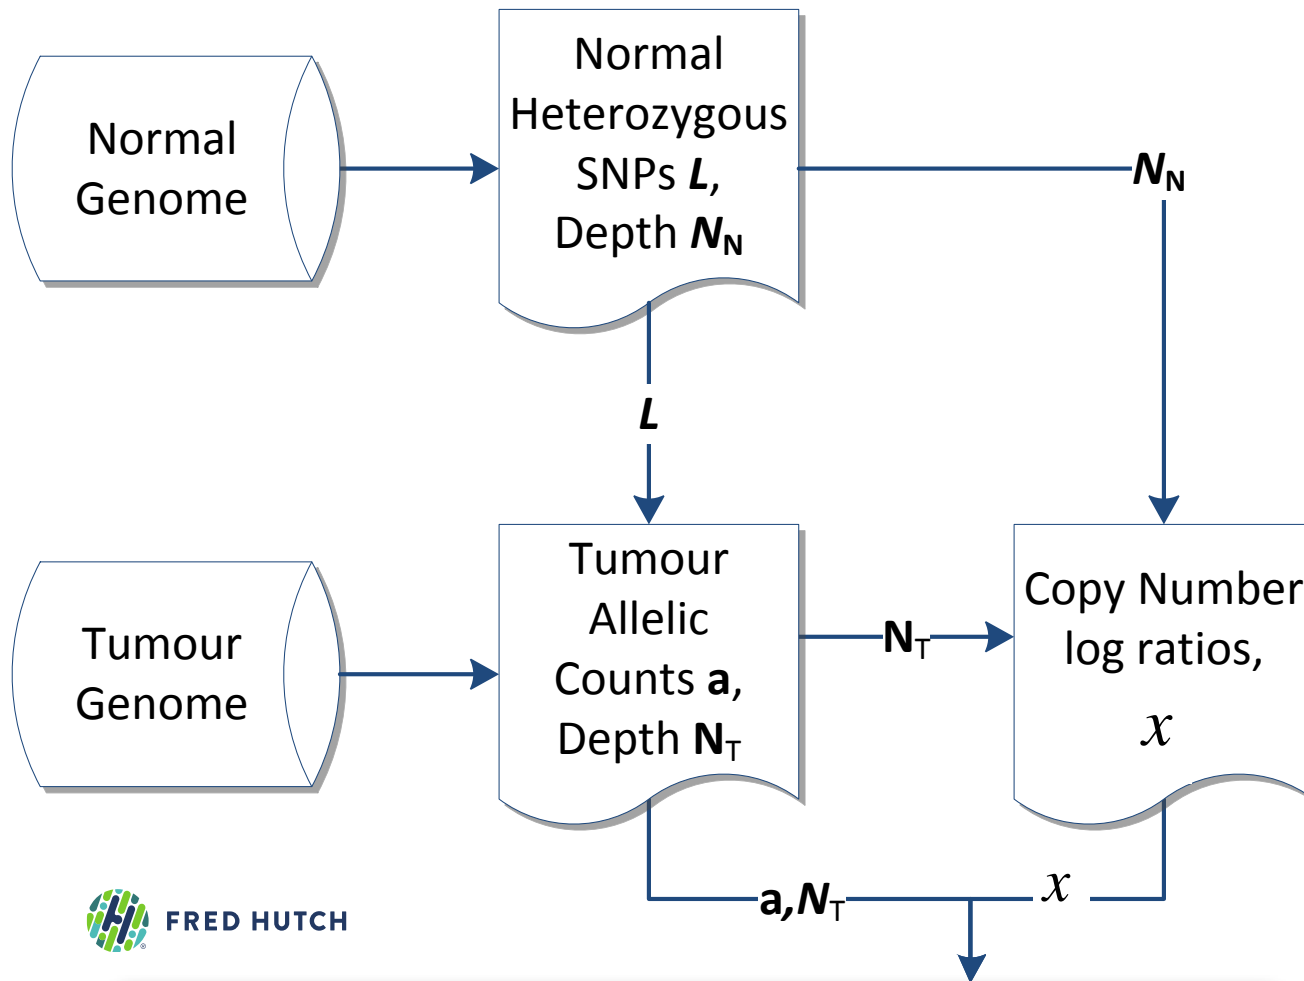 Normal
Genome
Normal
Heterozygous
SNPs L,
Depth NN
NN
L
Tumour
Genome
Tumour
Allelic
Counts a,
Depth NT
NT
Copy Number
log ratios,
x
a,NT
x
FRED HUTCH